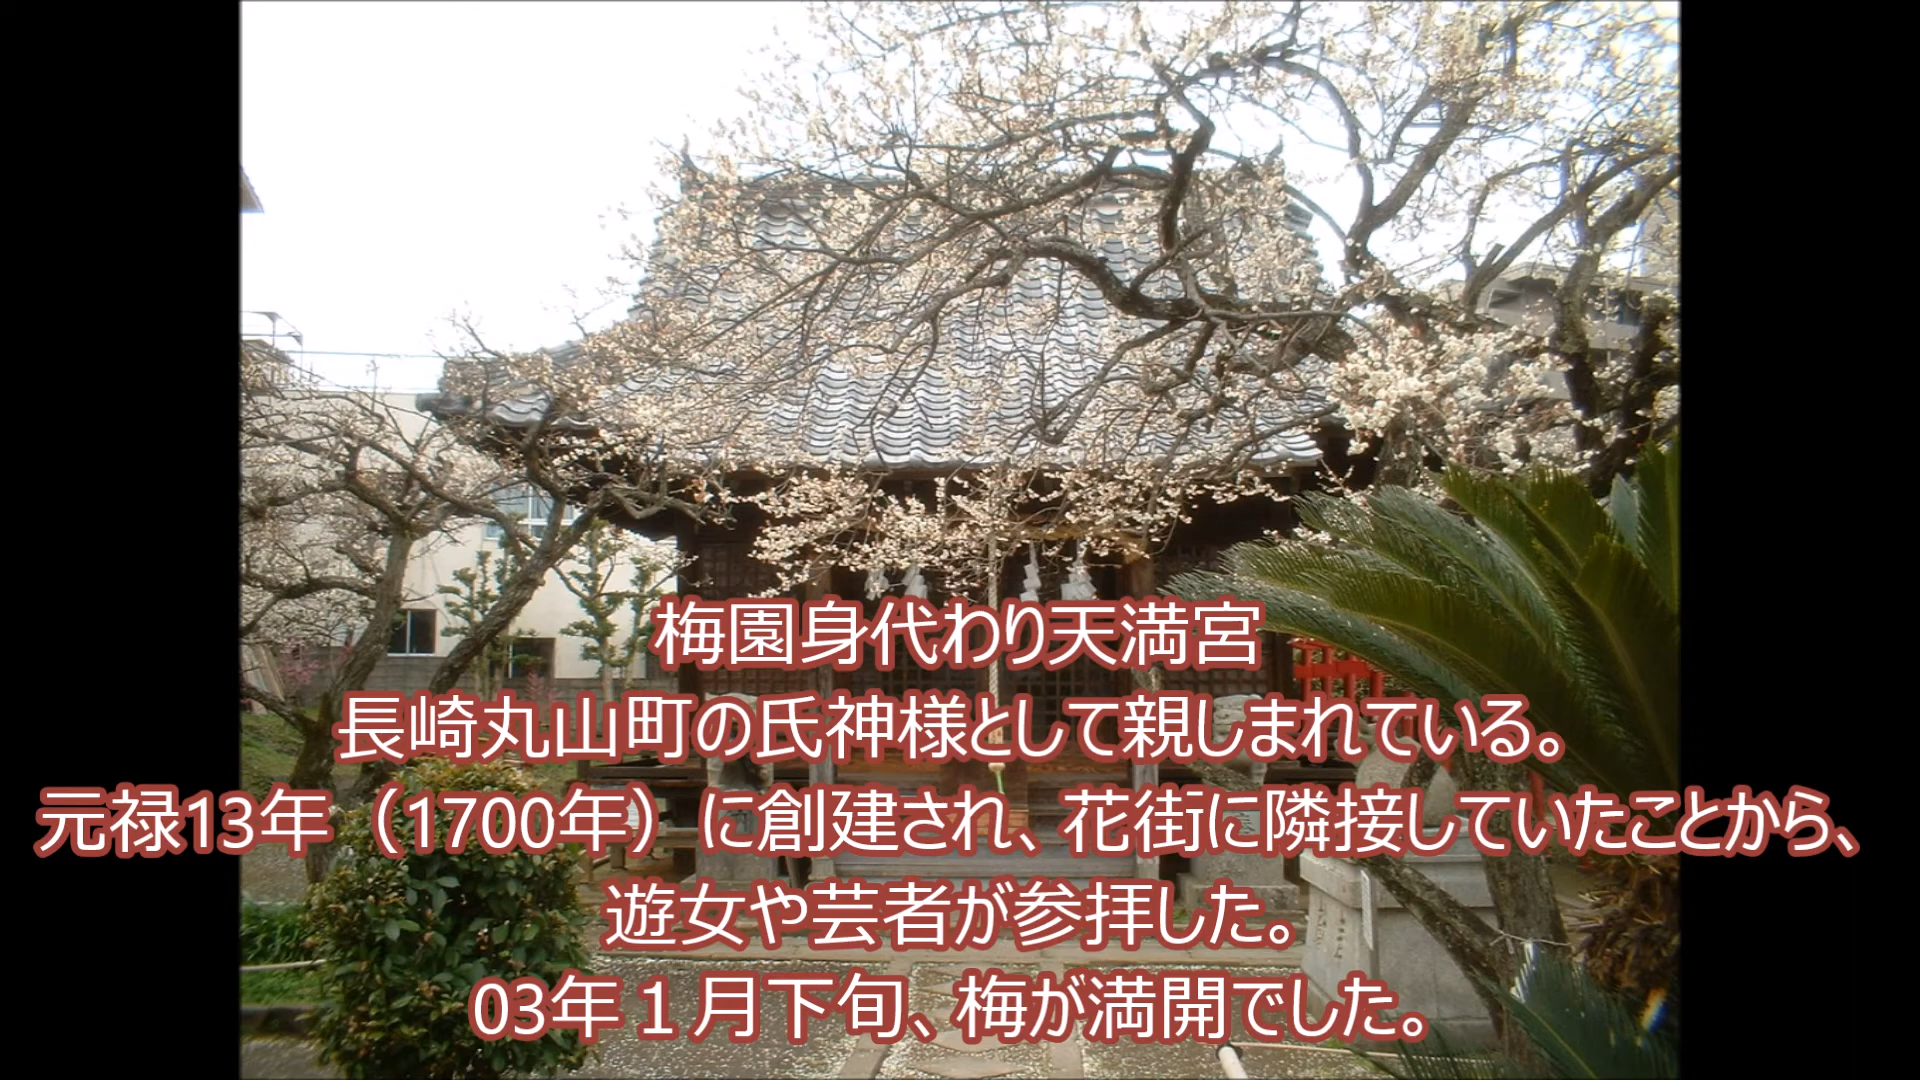 梅園身代わり天満宮
長崎丸山町の氏神様として親しまれている。
元禄13年（1700年）に創建され、花街に隣接していたことから、
遊女や芸者が参拝した。
03年１月下旬、梅が満開でした。